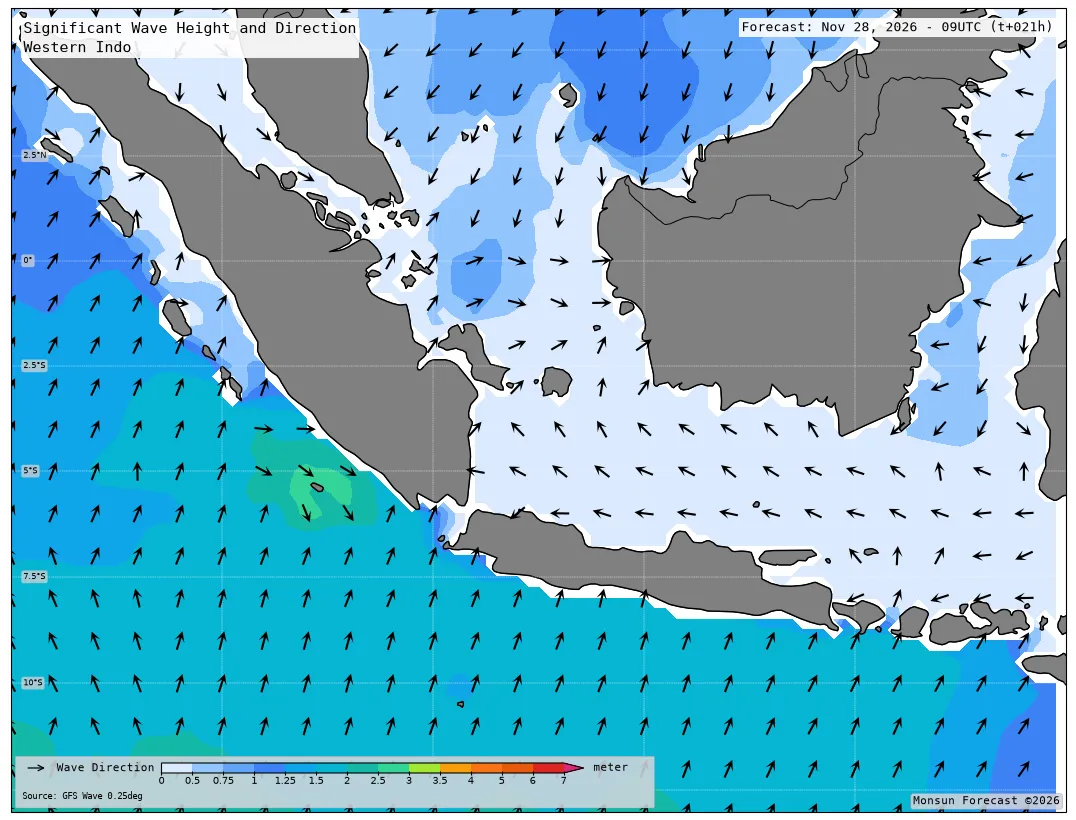 Significant Wave Height and Direction
Western Indo
Forecast: Nov 28, 2026 - 09UTC (t+021h)
2.5°N
0°
2.5°S
5°S
7.5°S
10°S
Wave Direction
0 0.5 0.75 1 1.25 1.5 2 2.5 3 3.5 4 5 6 7
meter
Source: GFS Wave 0.25deg
Monsun Forecast ©2026